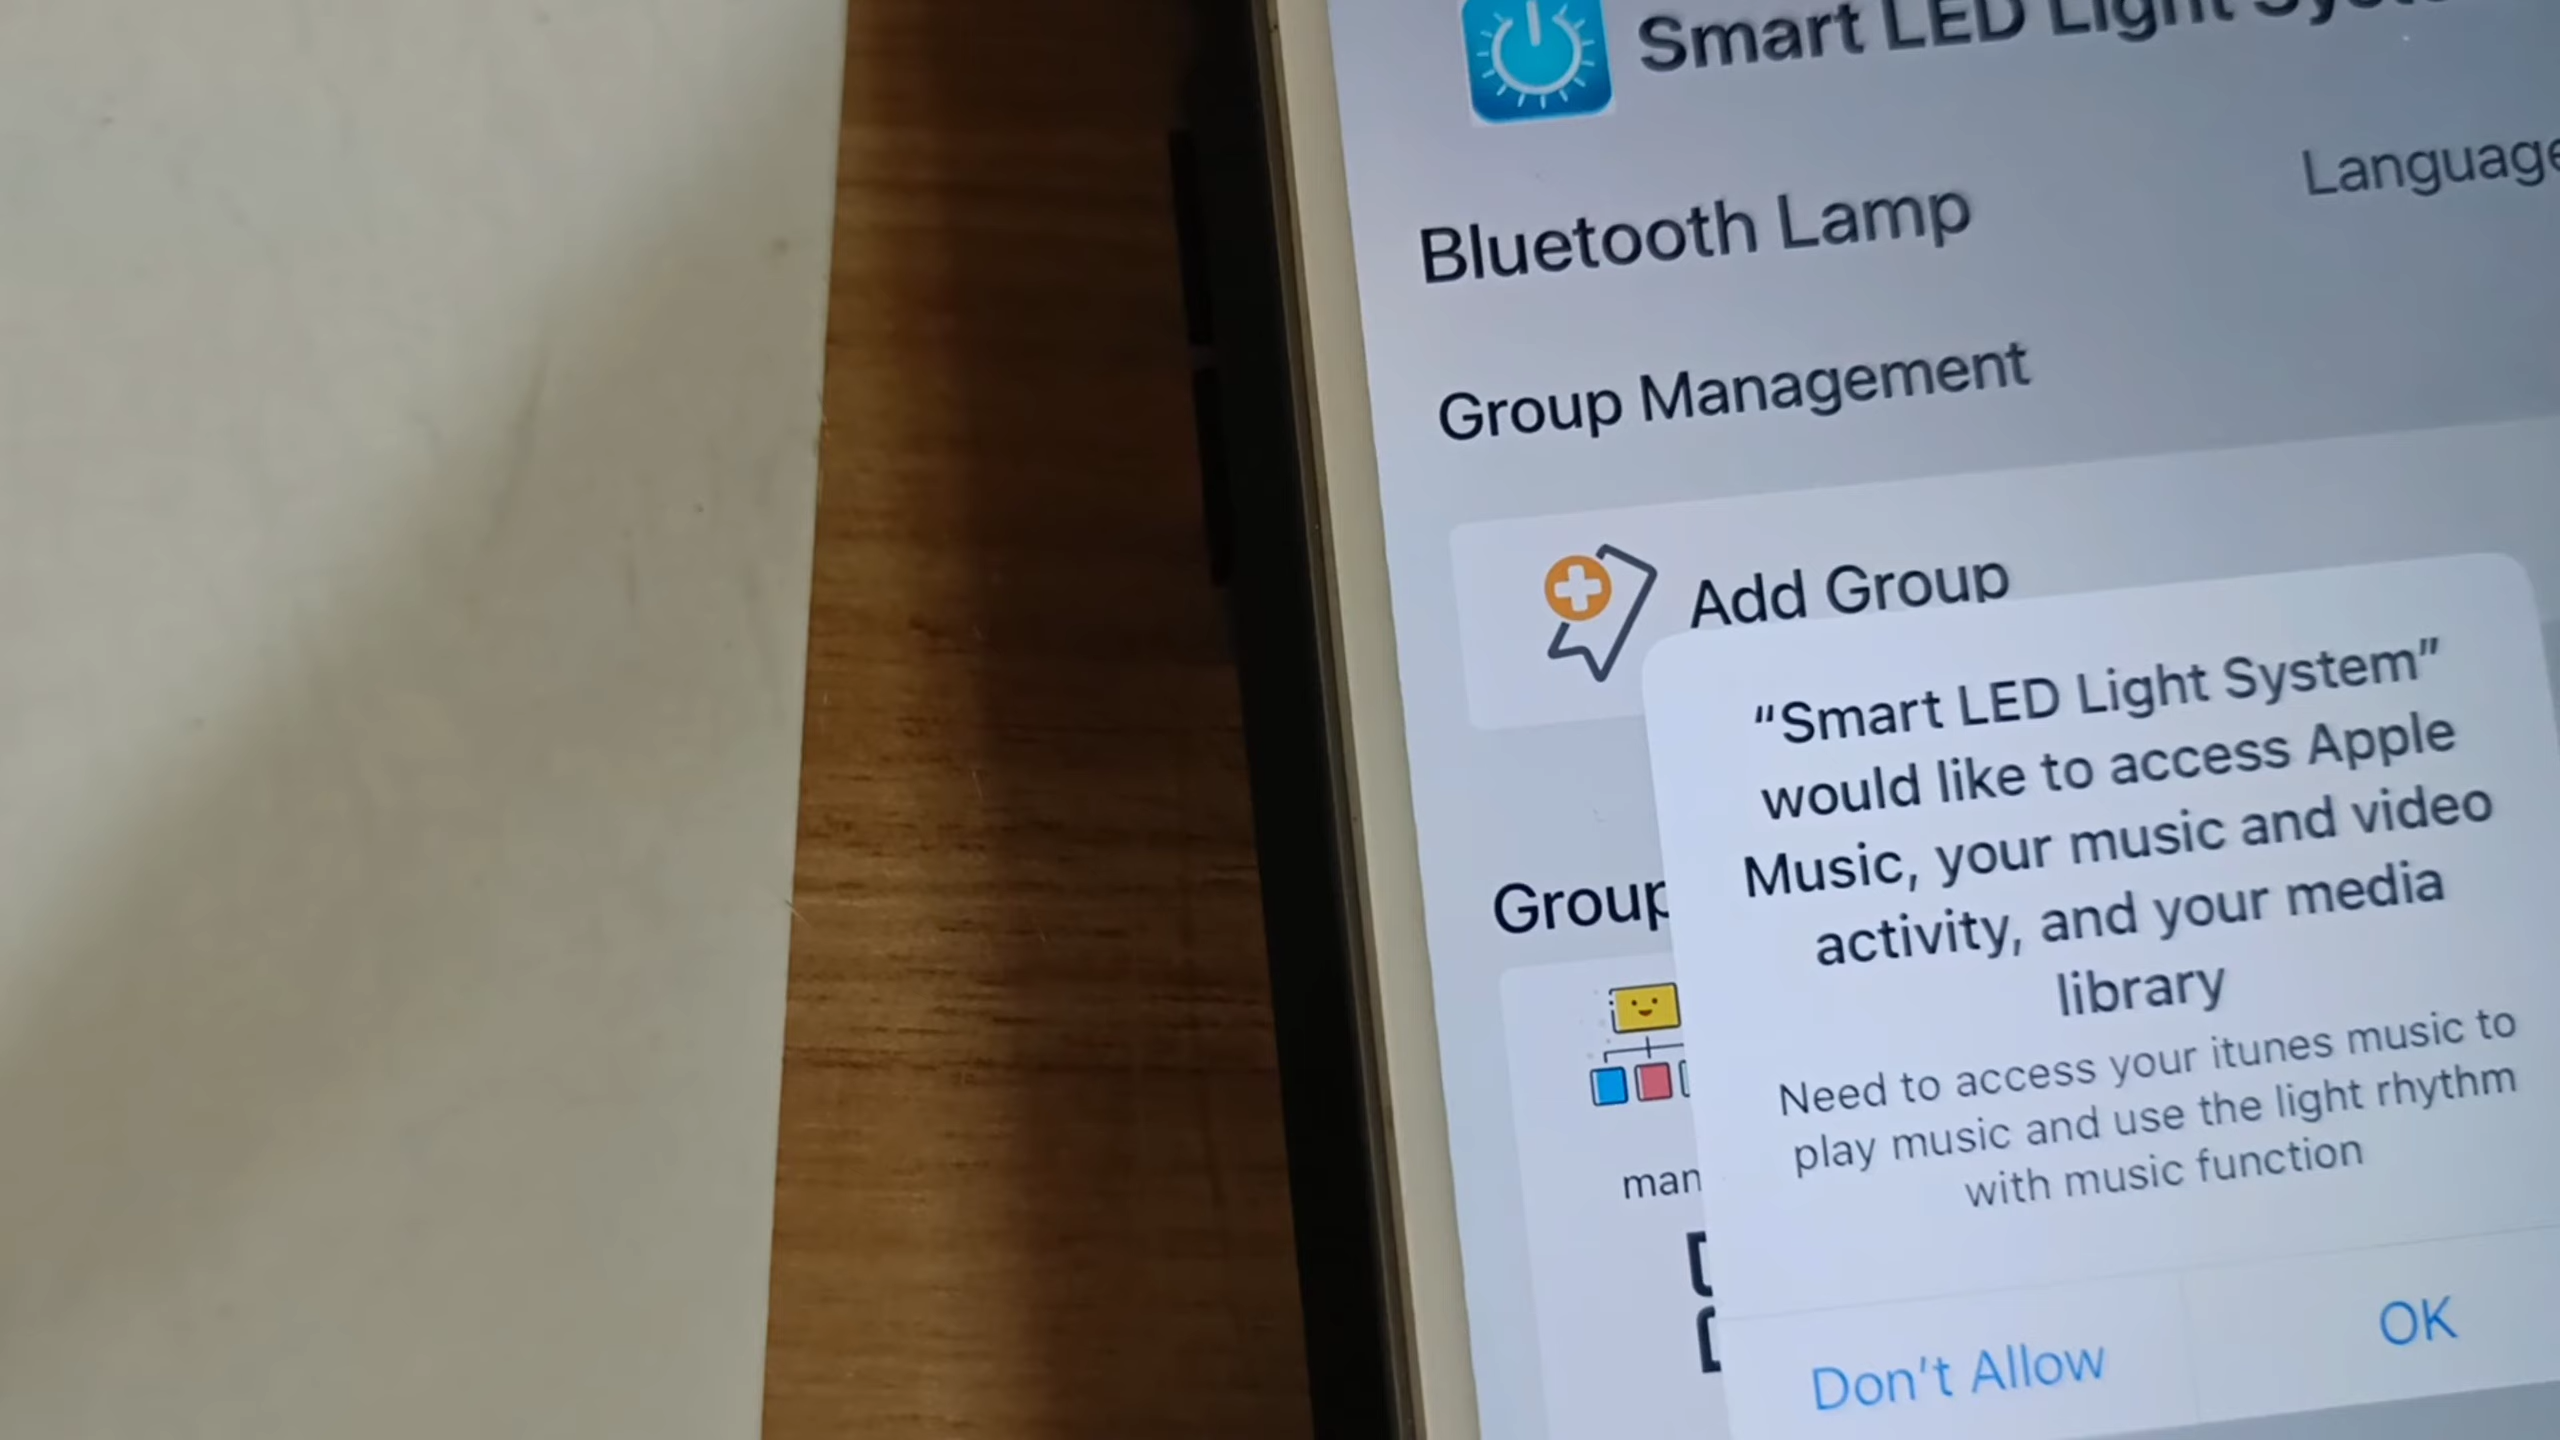 Smart LED Light
Language
Bluetooth Lamp
Group Management
Add Group
“Smart LED Light System”
would like to access Apple
Music, your music and video
activity, and your media
library
Need to access your itunes music to
play music and use the light rhythm
with music function
Group
man
Don't Allow
OK